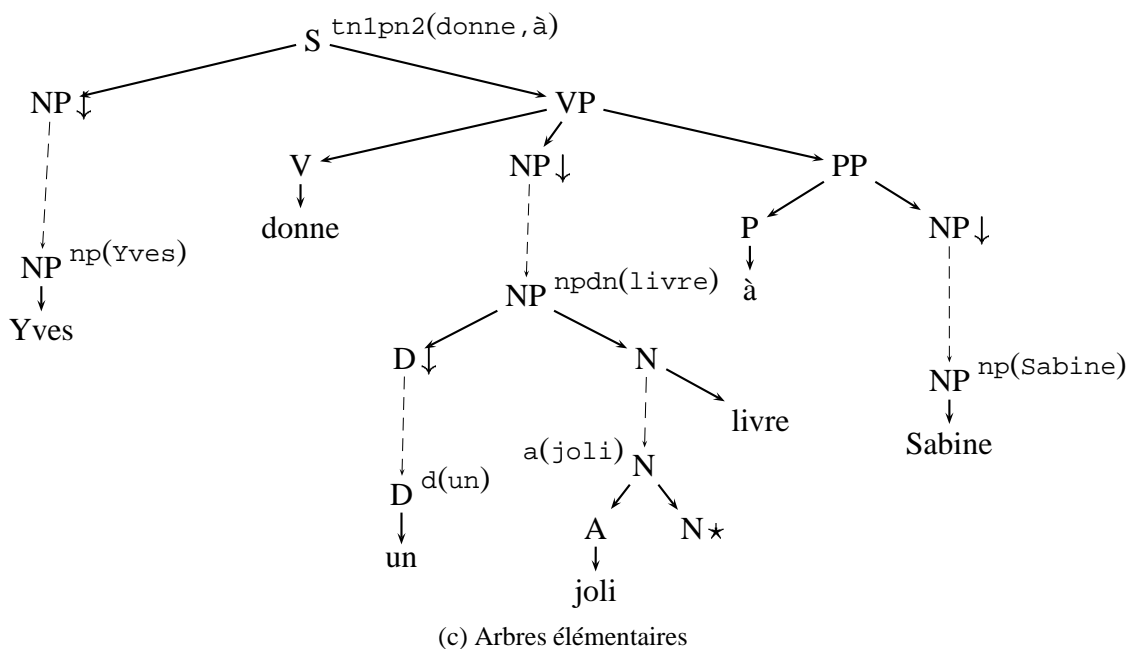 S tn1pn2(donne,à)
NP↓ VP
V NP↓ PP
donne P NP↓
NP np(Yves) NP npdn(livre) à
Yves
D↓ N NP np(Sabine)
livre
a(joli) N Sabine
D d(un)
un A N⋆
joli
(c) Arbres élémentaires